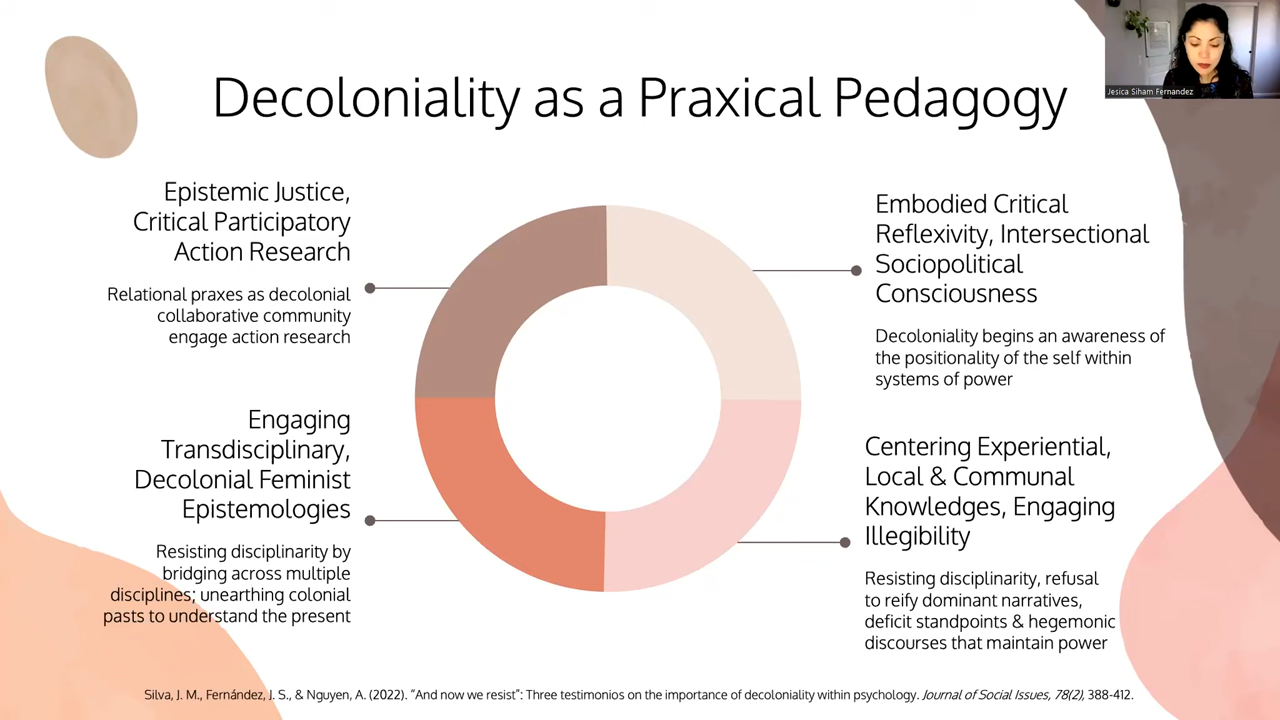 Jesica Siham Fernandez
Decoloniality as a Praxical Pedagogy
Epistemic Justice,
Critical Participatory
Action Research
Relational praxes as decolonial
collaborative community
engage action research
Embodied Critical
Reflexivity, Intersectional
Sociopolitical
Consciousness
Decoloniality begins an awareness of
the positionality of the self within
systems of power
Engaging
Transdisciplinary,
Decolonial Feminist
Epistemologies
Resisting disciplinarity by
bridging across multiple
disciplines; unearthing colonial
pasts to understand the present
Centering Experiential,
Local & Communal
Knowledges, Engaging
Illegibility
Resisting disciplinarity, refusal
to reify dominant narratives,
deficit standpoints & hegemonic
discourses that maintain power
Silva, J. M., Fernández, J. S., & Nguyen, A. (2022). “And now we resist”: Three testimonios on the importance of decoloniality within psychology. Journal of Social Issues, 78(2), 388-412.